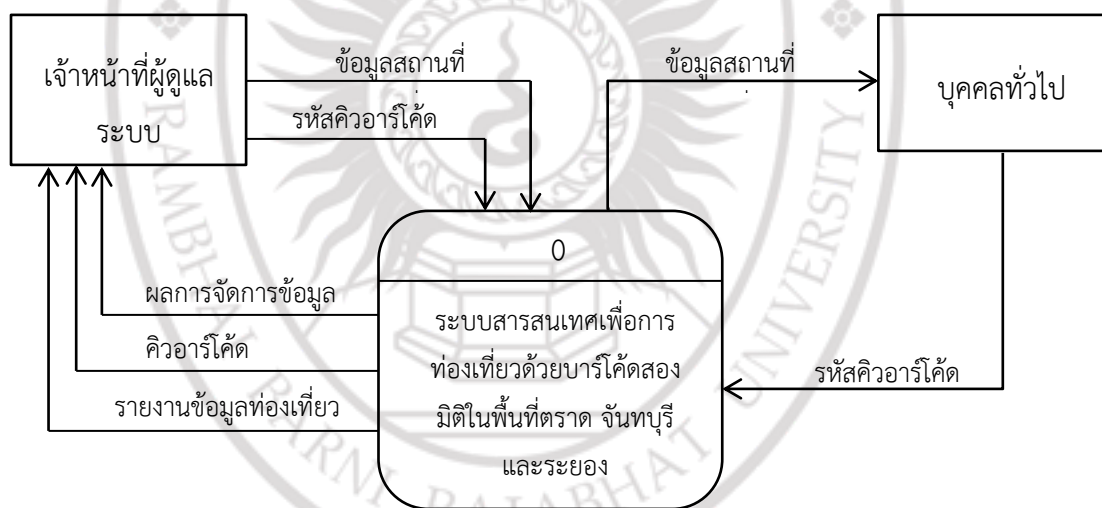 เจ้าหน้าที่ผู้ดูแล
ระบบ
ข้อมูลสถานที่
รหัสคิวอาร์โค้ด
ข้อมูลสถานที่
บุคคลทั่วไป
0
ระบบสารสนเทศเพื่อการ
ท่องเที่ยวด้วยบาร์โค้ดสอง
มิติในพื้นที่ตราด จันทบุรี
และระยอง
ผลการจัดการข้อมูล
คิวอาร์โค้ด
รายงานข้อมูลท่องเที่ยว
รหัสคิวอาร์โค้ด
RAMBHAI BARNI RAJABHAT UNIVERSITY